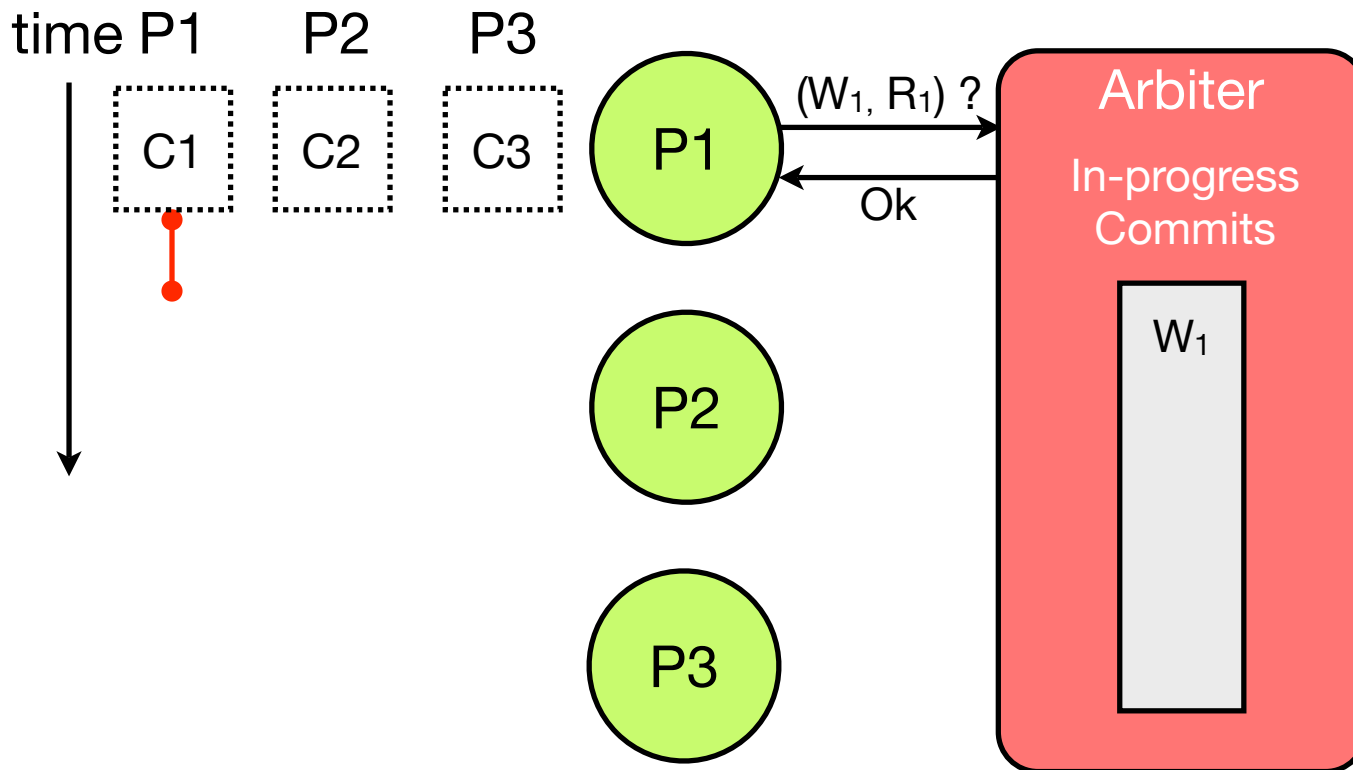 time P1 P2 P3
C1 C2 C3
P1
(W₁, R₁) ?
Ok
P2
P3
Arbiter
In-progress
Commits
W₁